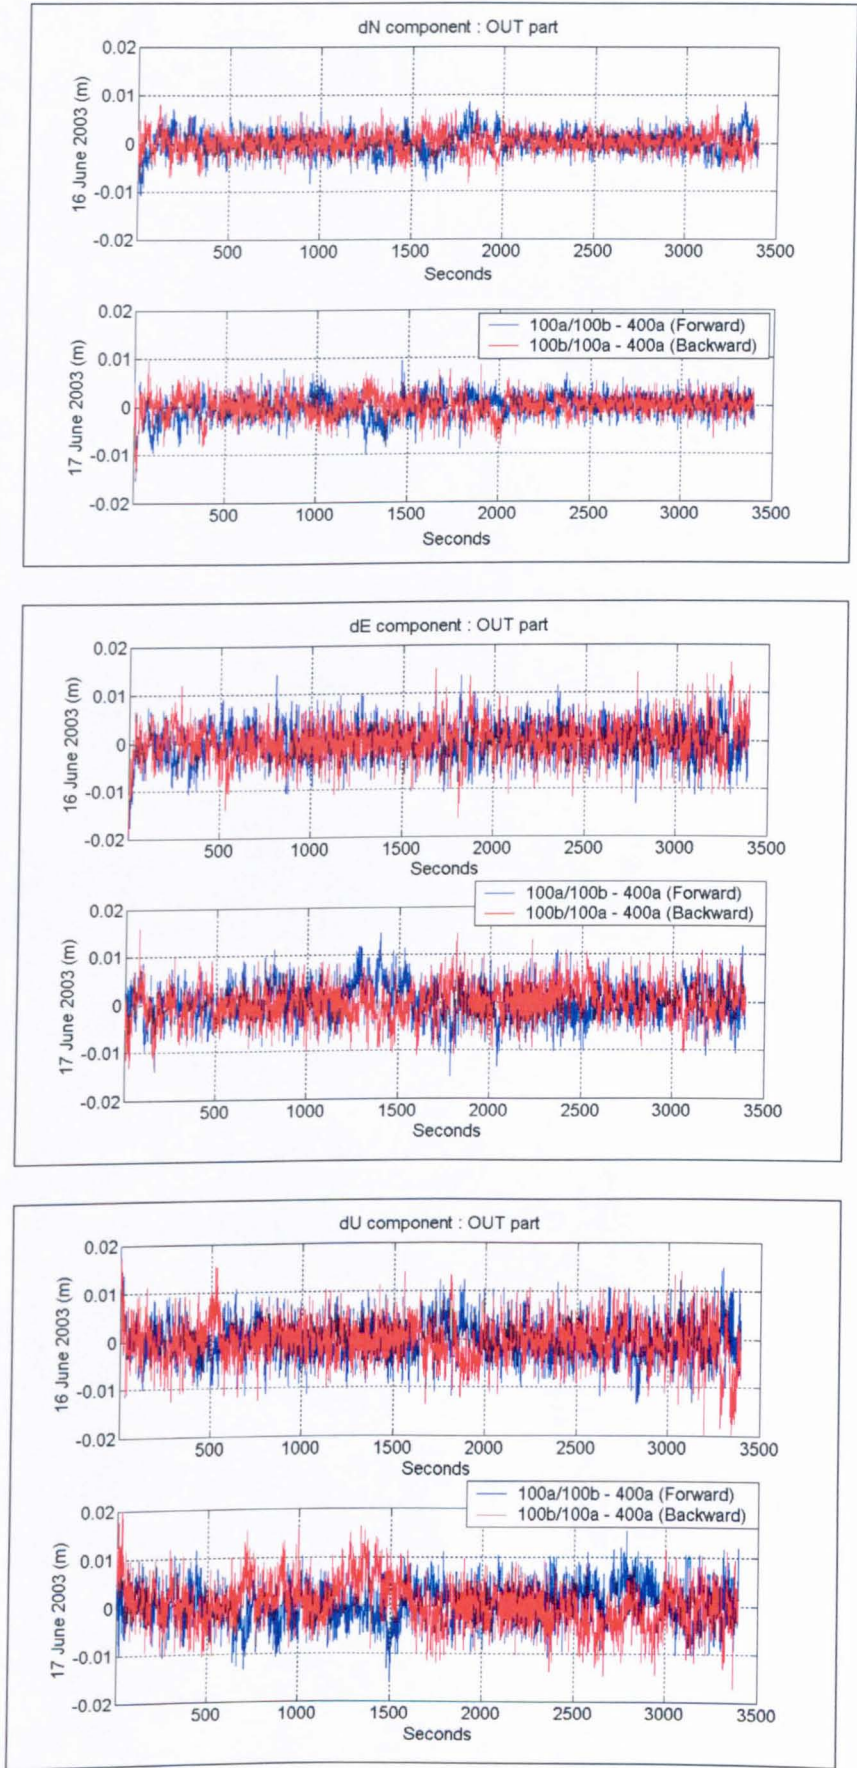 dN component : OUT part
0.02
0.01
0
-0.01
-0.02
16 June 2003 (m)
500 1000 1500 2000 2500 3000 3500
Seconds
0.02
0.01
0
-0.01
-0.02
17 June 2003 (m)
100a/100b - 400a (Forward)
100b/100a - 400a (Backward)
500 1000 1500 2000 2500 3000 3500
Seconds
dE component : OUT part
0.02
0.01
0
-0.01
-0.02
16 June 2003 (m)
500 1000 1500 2000 2500 3000 3500
Seconds
100a/100b - 400a (Forward)
100b/100a - 400a (Backward)
0.02
0.01
0
-0.01
-0.02
17 June 2003 (m)
500 1000 1500 2000 2500 3000 3500
Seconds
dU component : OUT part
0.02
0.01
0
-0.01
-0.02
16 June 2003 (m)
500 1000 1500 2000 2500 3000 3500
Seconds
100a/100b - 400a (Forward)
100b/100a - 400a (Backward)
0.02
0.01
0
-0.01
-0.02
17 June 2003 (m)
500 1000 1500 2000 2500 3000 3500
Seconds